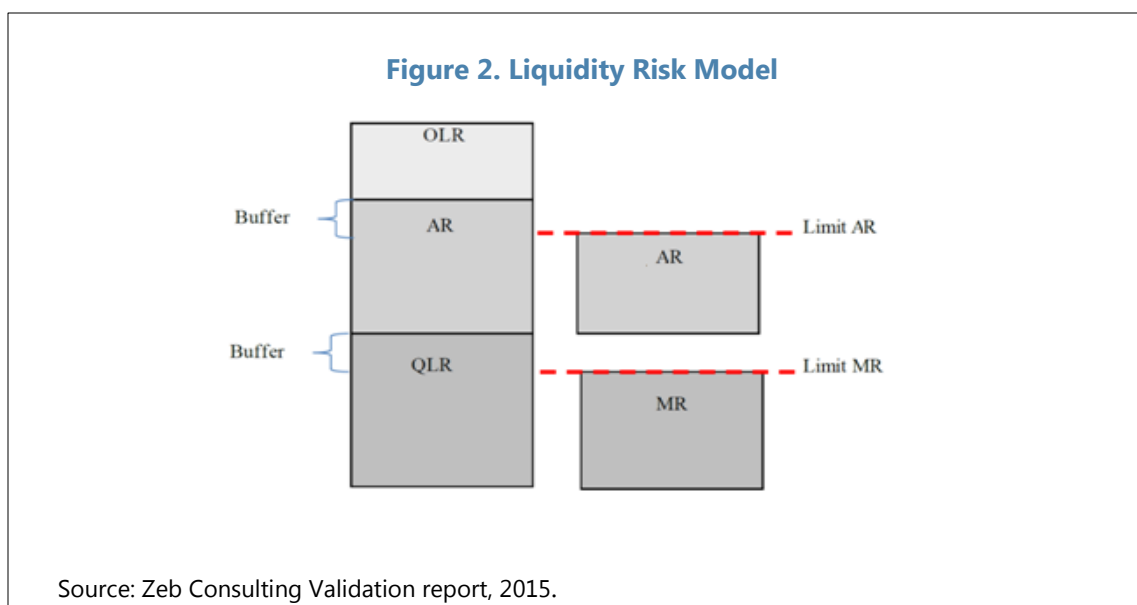 Figure 2. Liquidity Risk Model
OLR
Buffer
AR
Limit AR
AR
Buffer
QLR
Limit MR
MR
Source: Zeb Consulting Validation report, 2015.